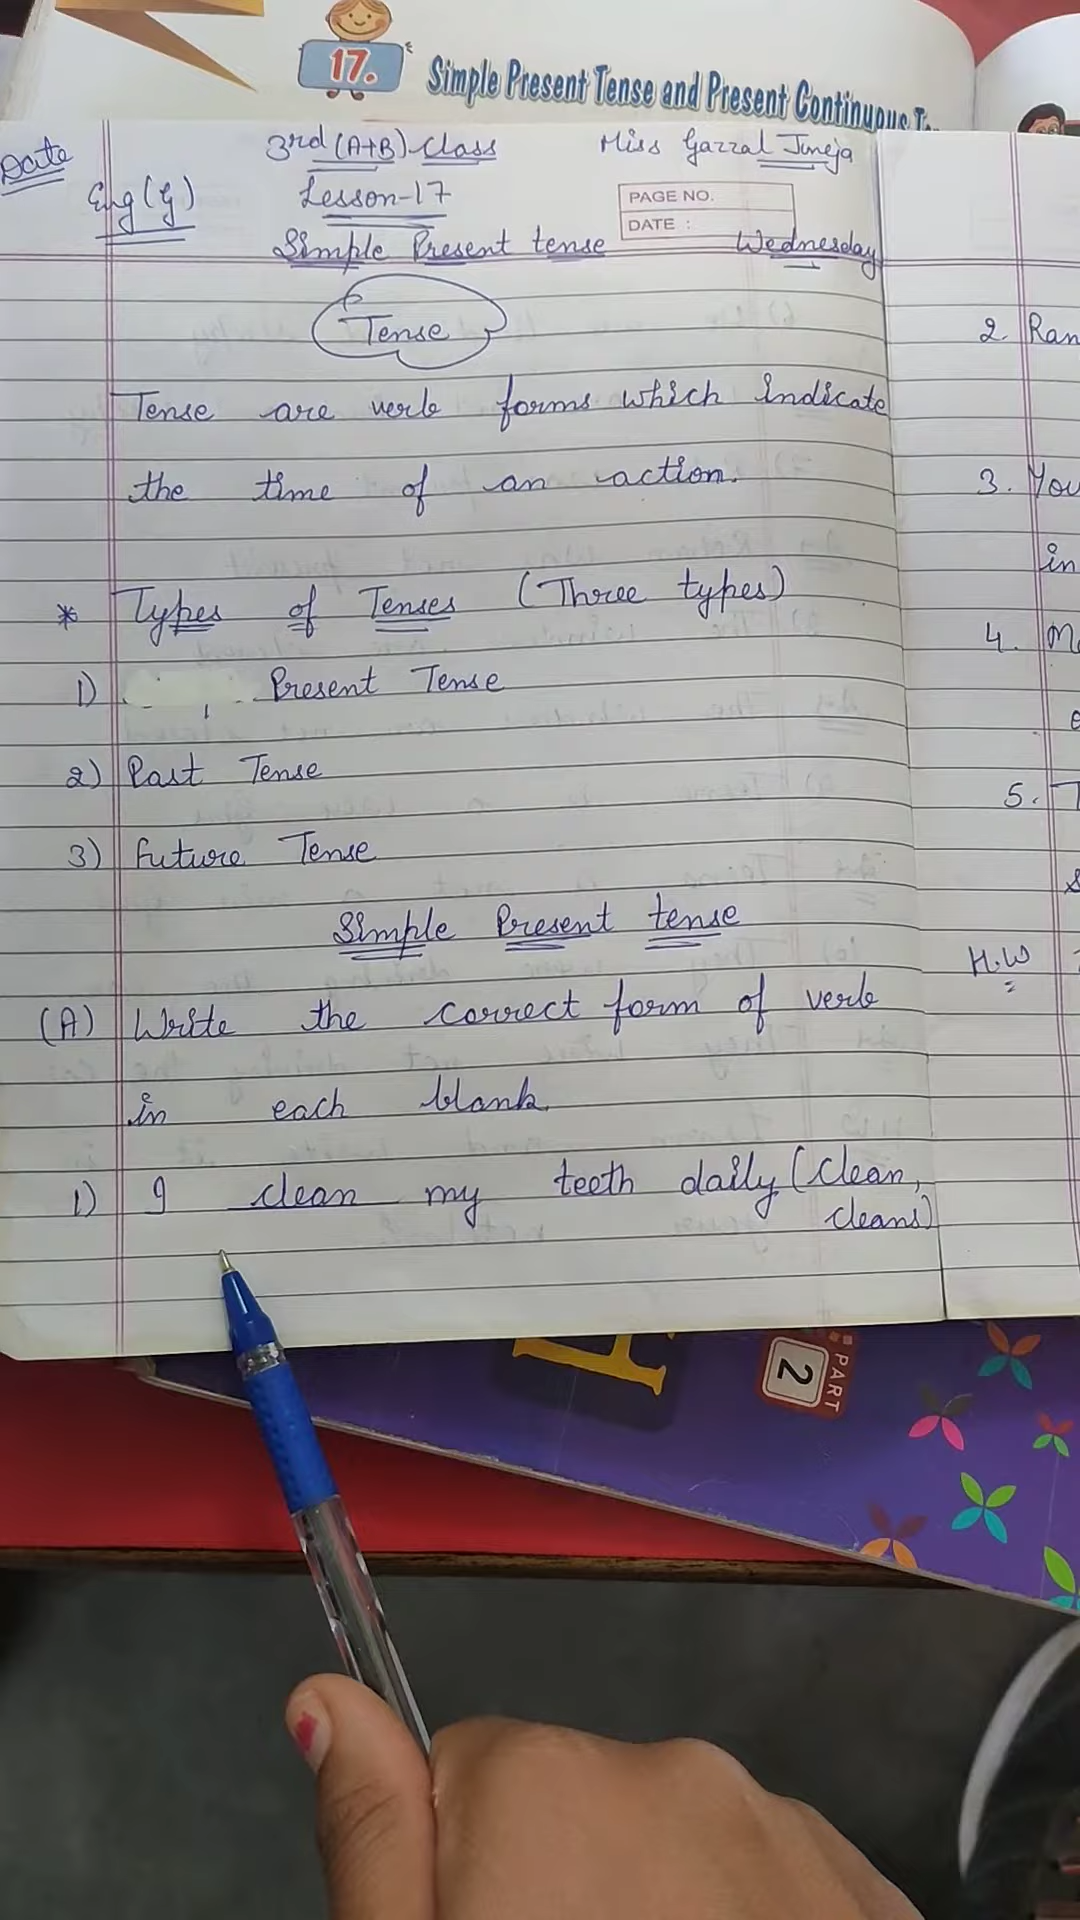 17. Simple Present Tense and Present Continuous
Date
3rd (A+B) Class
Miss Gazzal Juneja
Eng (G)
Lesson-17
PAGE NO.
DATE :
Simple Present tense
Wednesday
Tense
Tense are verb forms which indicate
the time of an action.
* Types of Tenses (Three types)
1) Present Tense
2) Past Tense
3) Future Tense
Simple Present tense
(A) Write the correct form of verb
in each blank.
1) I clean my teeth daily (clean,
cleans)
2. Ran
3. You
in
4.
5.
H.W
PART
2